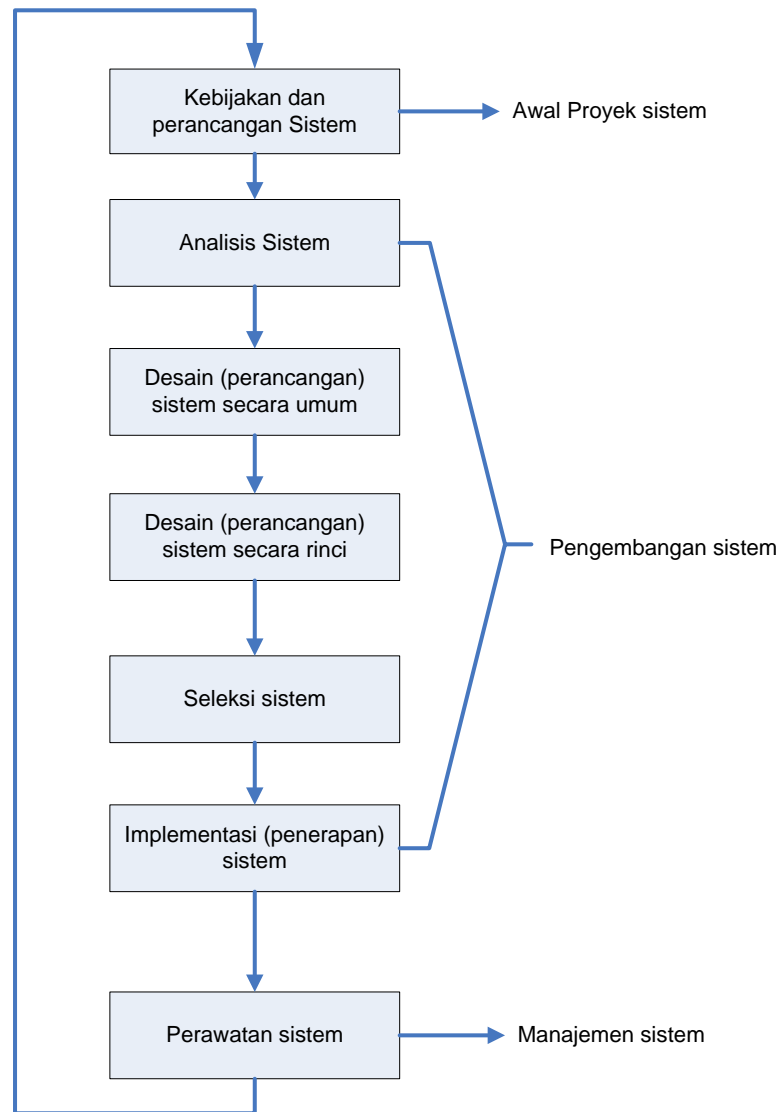 Kebijakan dan
perancangan Sistem
Awal Proyek sistem
Analisis Sistem
Desain (perancangan)
sistem secara umum
Desain (perancangan)
sistem secara rinci
Pengembangan sistem
Seleksi sistem
Implementasi (penerapan)
sistem
Perawatan sistem
Manajemen sistem